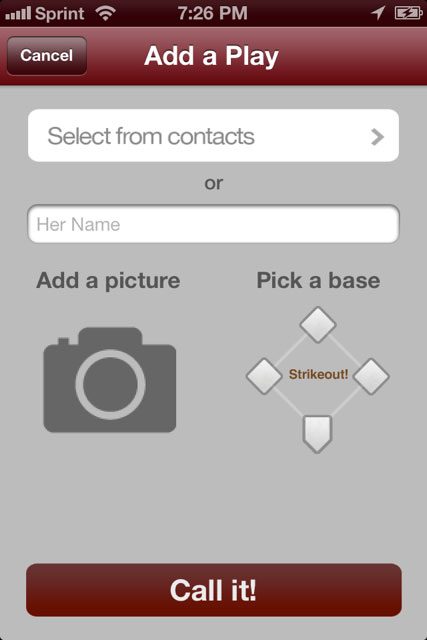 Sprint 7:26 PM
Cancel Add a Play
Select from contacts
or
Her Name
Add a picture Pick a base
Strikeout!
Call it!